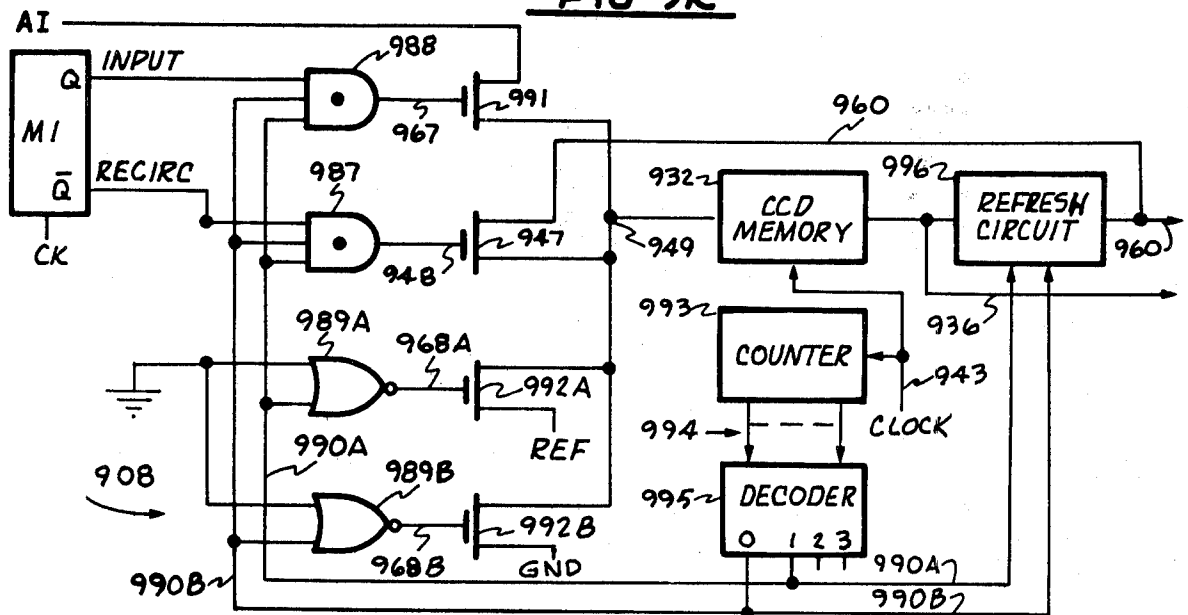 AI
988
INPUT
Q
991
M1
967
960
RECIRC
987
932
996
Q̅
CCD
MEMORY
REFRESH
CIRCUIT
947
949
960
CK
948
993
936
989A
968A
COUNTER
992A
943
REF
994
CLOCK
990A
908
989B
995
DECODER
992B
0 1 2 3
968B
GND
990A
990B
990B